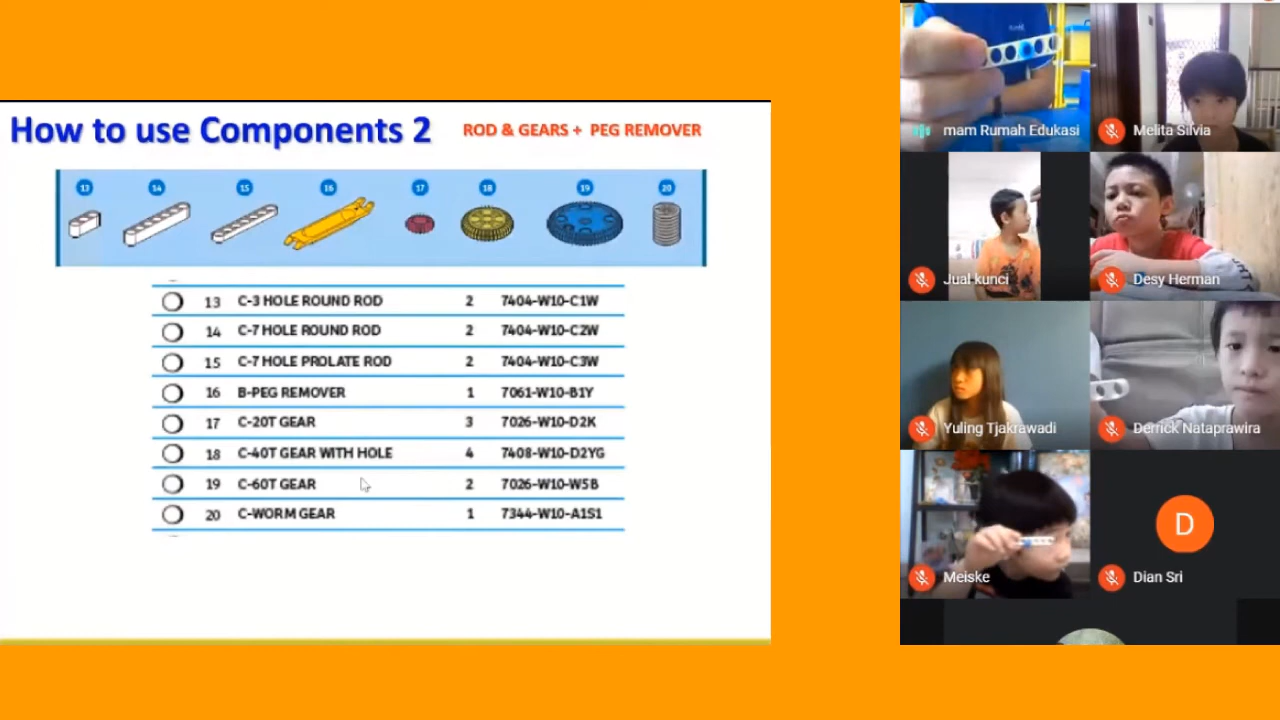 How to use Components 2
ROD & GEARS + PEG REMOVER
13 14 15 16 17 18 19 20
13 C-3 HOLE ROUND ROD 2 7404-W10-C1W
14 C-7 HOLE ROUND ROD 2 7404-W10-C2W
15 C-7 HOLE PROLATE ROD 2 7404-W10-C3W
16 B-PEG REMOVER 1 7061-W10-B1Y
17 C-20T GEAR 3 7026-W10-D2K
18 C-40T GEAR WITH HOLE 4 7408-W10-D2YG
19 C-60T GEAR 2 7026-W10-W5B
20 C-WORM GEAR 1 7344-W10-A1S1
mam Rumah Edukasi
Melita Silvia
Jual kunci
Desy Herman
Yuling Tjakrawadi
Derrick Nataprawira
Meiske
D
Dian Sri